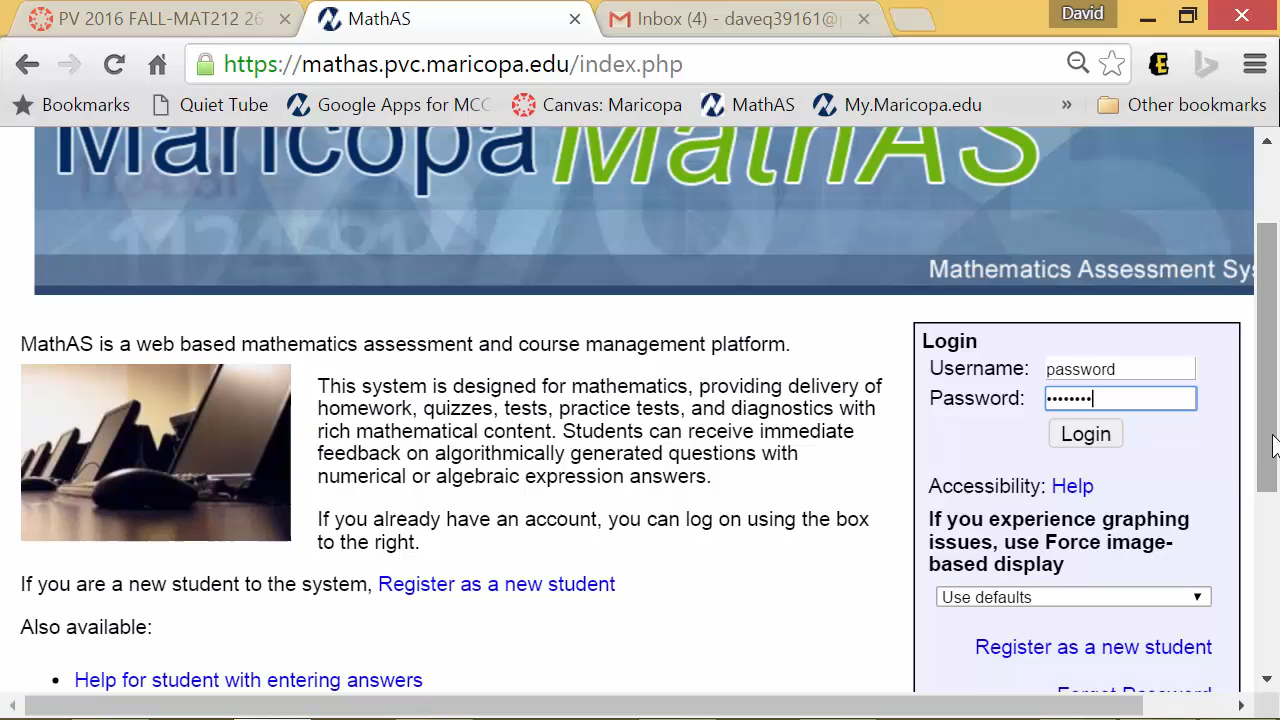 PV 2016 FALL-MAT212 26
MathAS
Inbox (4) - daveq39161@
David
https://mathas.pvc.maricopa.edu/index.php
Bookmarks
Quiet Tube
Google Apps for MCC
Canvas: Maricopa
MathAS
My.Maricopa.edu
»
Other bookmarks
Maricopa MathAS
Mathematics Assessment Sys
MathAS is a web based mathematics assessment and course management platform.
This system is designed for mathematics, providing delivery of
homework, quizzes, tests, practice tests, and diagnostics with
rich mathematical content. Students can receive immediate
feedback on algorithmically generated questions with
numerical or algebraic expression answers.
If you already have an account, you can log on using the box
to the right.
If you are a new student to the system, Register as a new student
Also available:
• Help for student with entering answers
Login
Username: password
Password: ••••••••
Login
Accessibility: Help
If you experience graphing
issues, use Force image-
based display
Use defaults
Register as a new student
Forgot Password